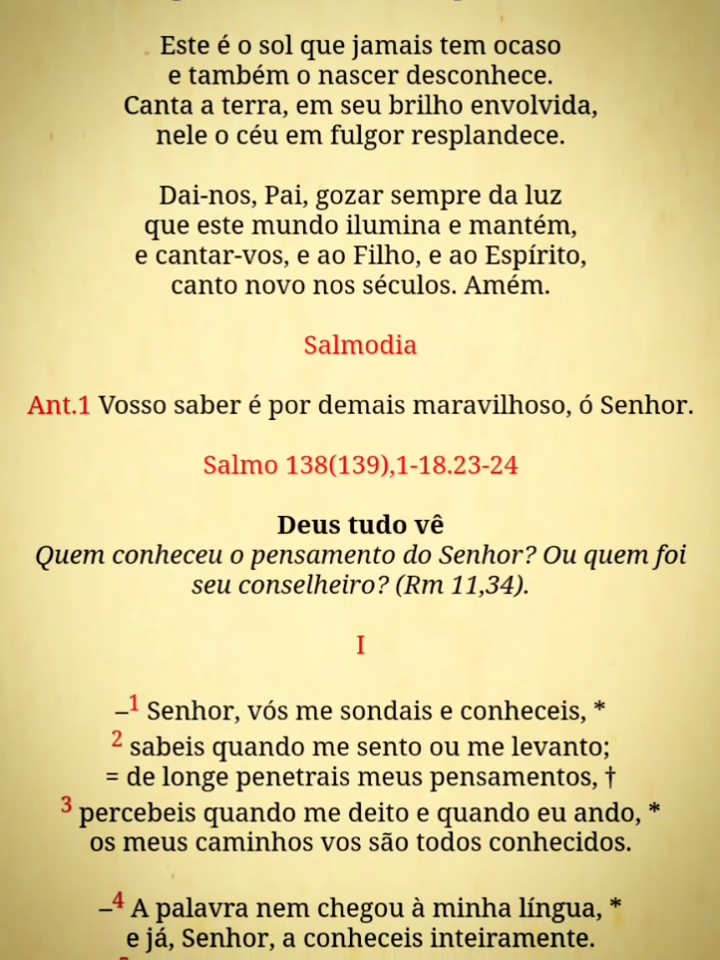 Este é o sol que jamais tem ocaso
e também o nascer desconhece.
Canta a terra, em seu brilho envolvida,
nele o céu em fulgor resplandece.
Dai-nos, Pai, gozar sempre da luz
que este mundo ilumina e mantém,
e cantar-vos, e ao Filho, e ao Espírito,
canto novo nos séculos. Amém.
Salmodia
Ant.1 Vosso saber é por demais maravilhoso, ó Senhor.
Salmo 138(139),1-18.23-24
Deus tudo vê
Quem conheceu o pensamento do Senhor? Ou quem foi
seu conselheiro? (Rm 11,34).
I
–1 Senhor, vós me sondais e conheceis, *
2 sabeis quando me sento ou me levanto;
= de longe penetrais meus pensamentos, †
3 percebeis quando me deito e quando eu ando, *
os meus caminhos vos são todos conhecidos.
–4 A palavra nem chegou à minha língua, *
e já, Senhor, a conheceis inteiramente.